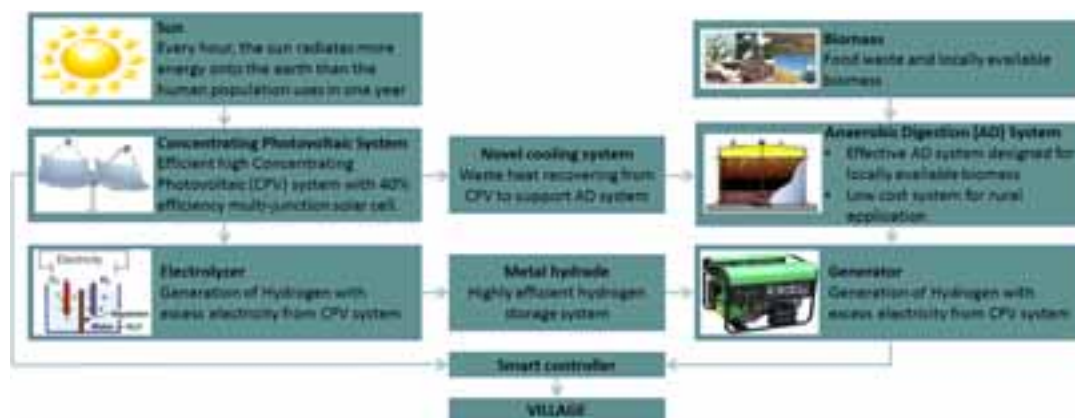 Sun
Every hour, the sun radiates more
energy onto the earth than the
human population uses in one year
Biomass
Food waste and locally available
biomass
Concentrating Photovoltaic System
Efficient high Concentrating
Photovoltaic (CPV) system with 40%
efficiency multi-junction solar cell.
Novel cooling system
Waste heat recovering from
CPV to support AD system
Anaerobic Digestion (AD) System
• Effective AD system designed for
locally available biomass
• Low cost system for rural
application
Electricity
Electrolyzer
Generation of Hydrogen with
excess electricity from CPV system
Metal hydride
Highly efficient hydrogen
storage system
Generator
Generation of Hydrogen with
excess electricity from CPV system
Smart controller
VILLAGE